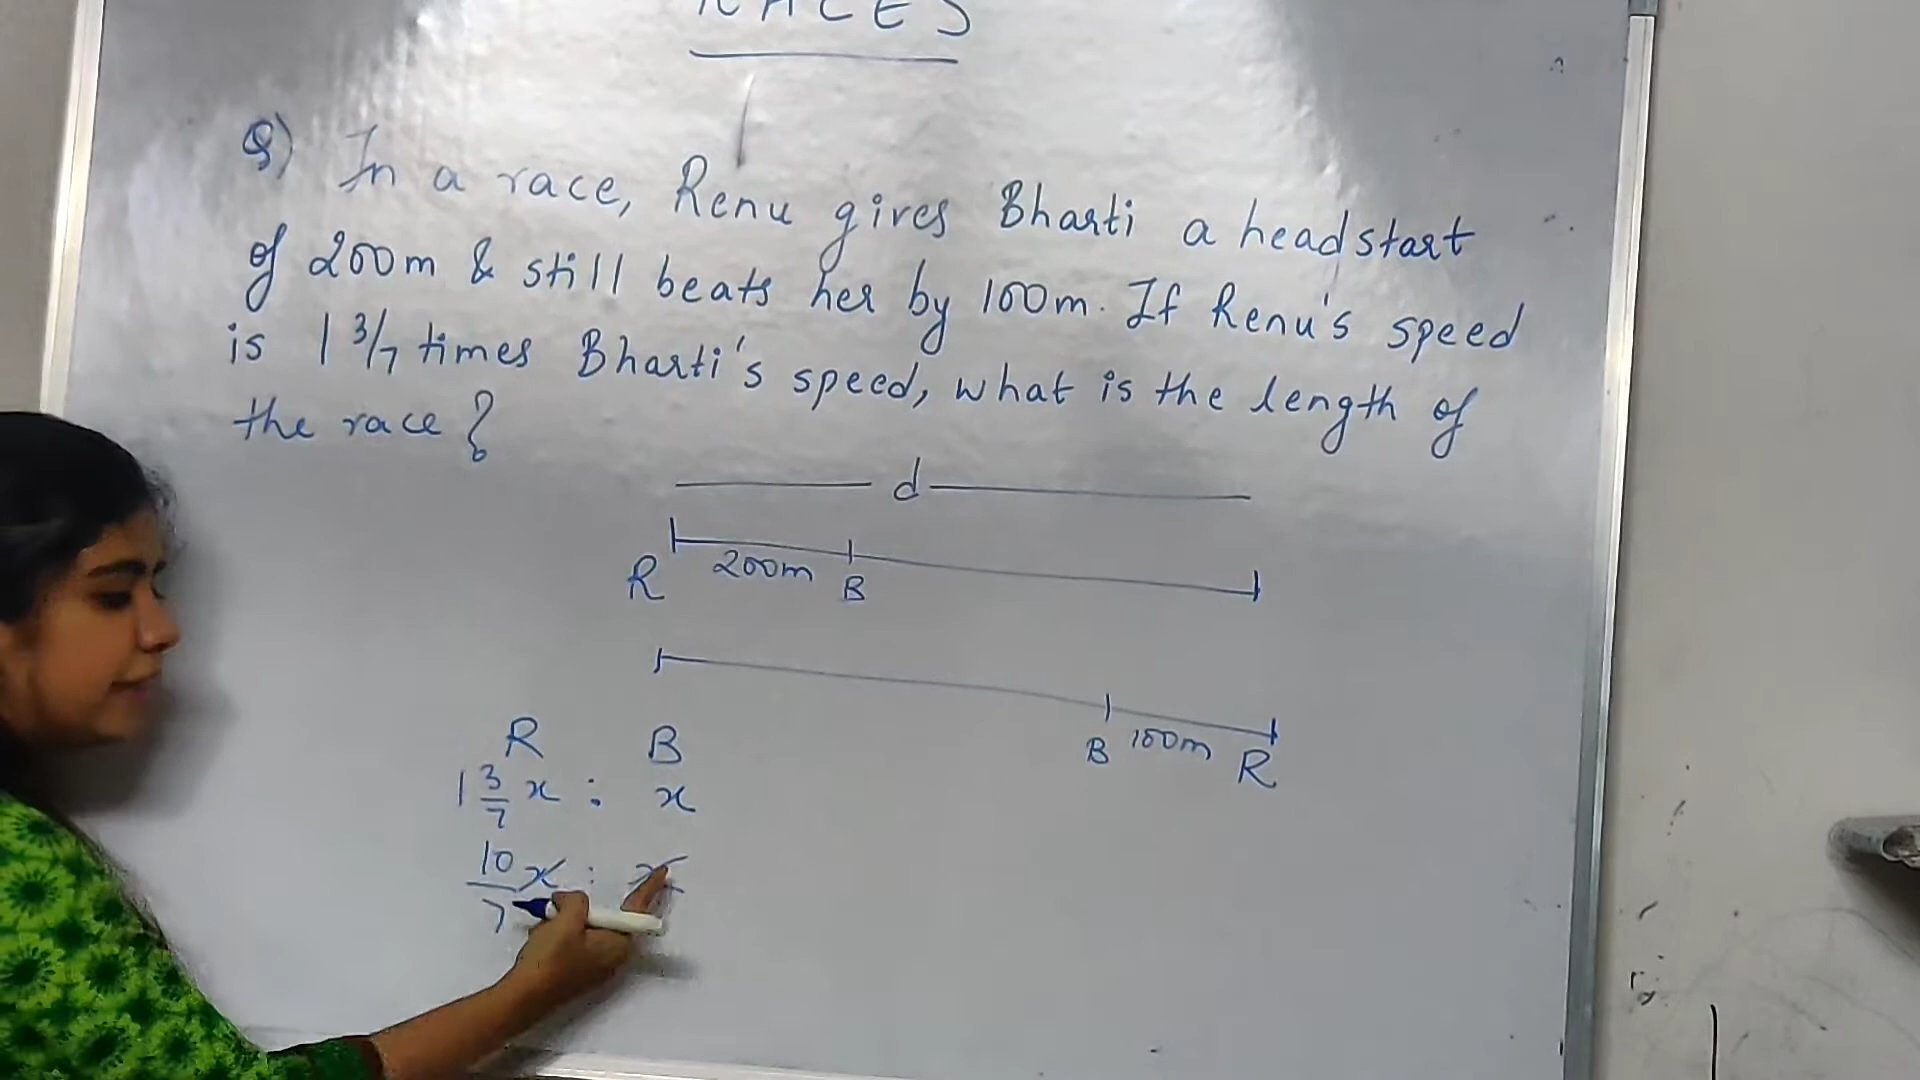 RACES
Q) In a race, Renu gives Bharti a headstart
of 200m & still beats her by 100m. If Renu's speed
is 1 3/7 times Bharti's speed, what is the length of
the race?
d
R 200m B
B 100m R
R B
1 3/7 x : x
10/7 x : x